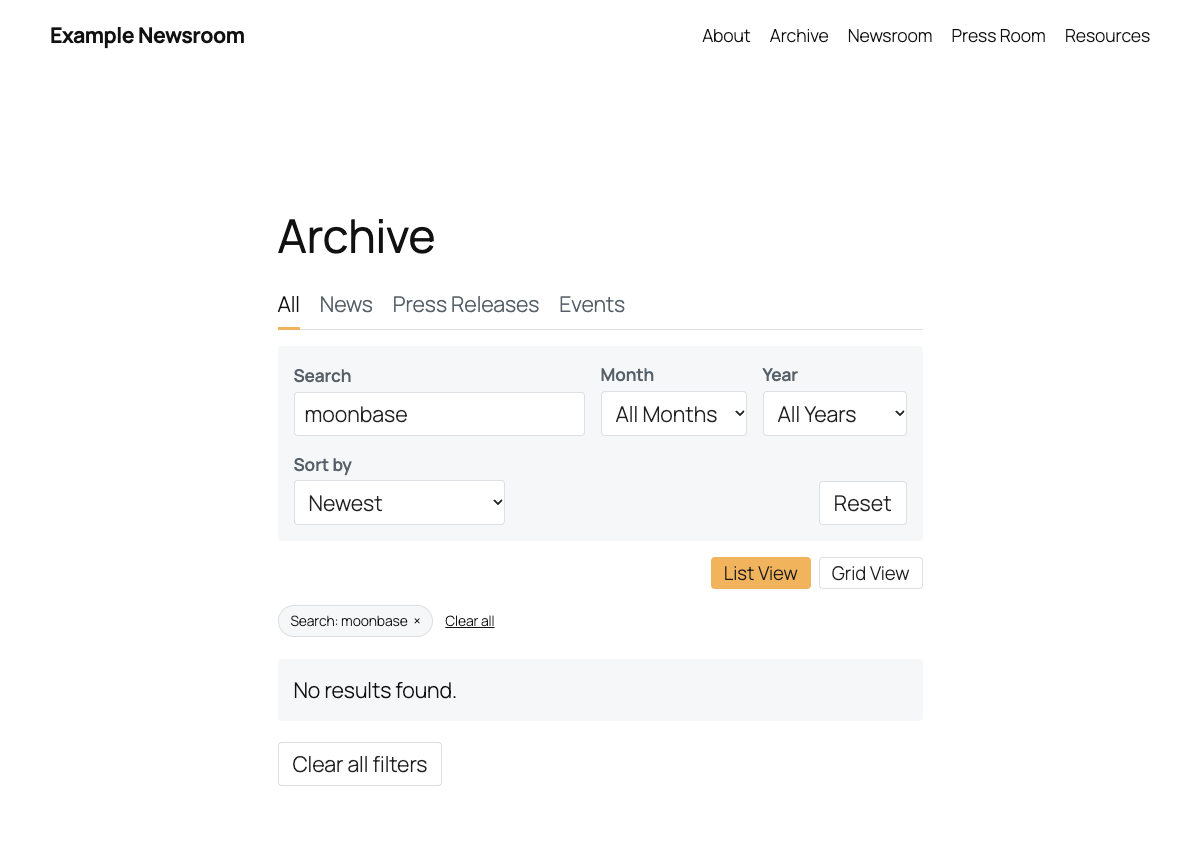 Example Newsroom
About Archive Newsroom Press Room Resources
Archive
All News Press Releases Events
Search Month Year
moonbase All Months All Years
Sort by
Newest Reset
List View Grid View
Search: moonbase × Clear all
No results found.
Clear all filters